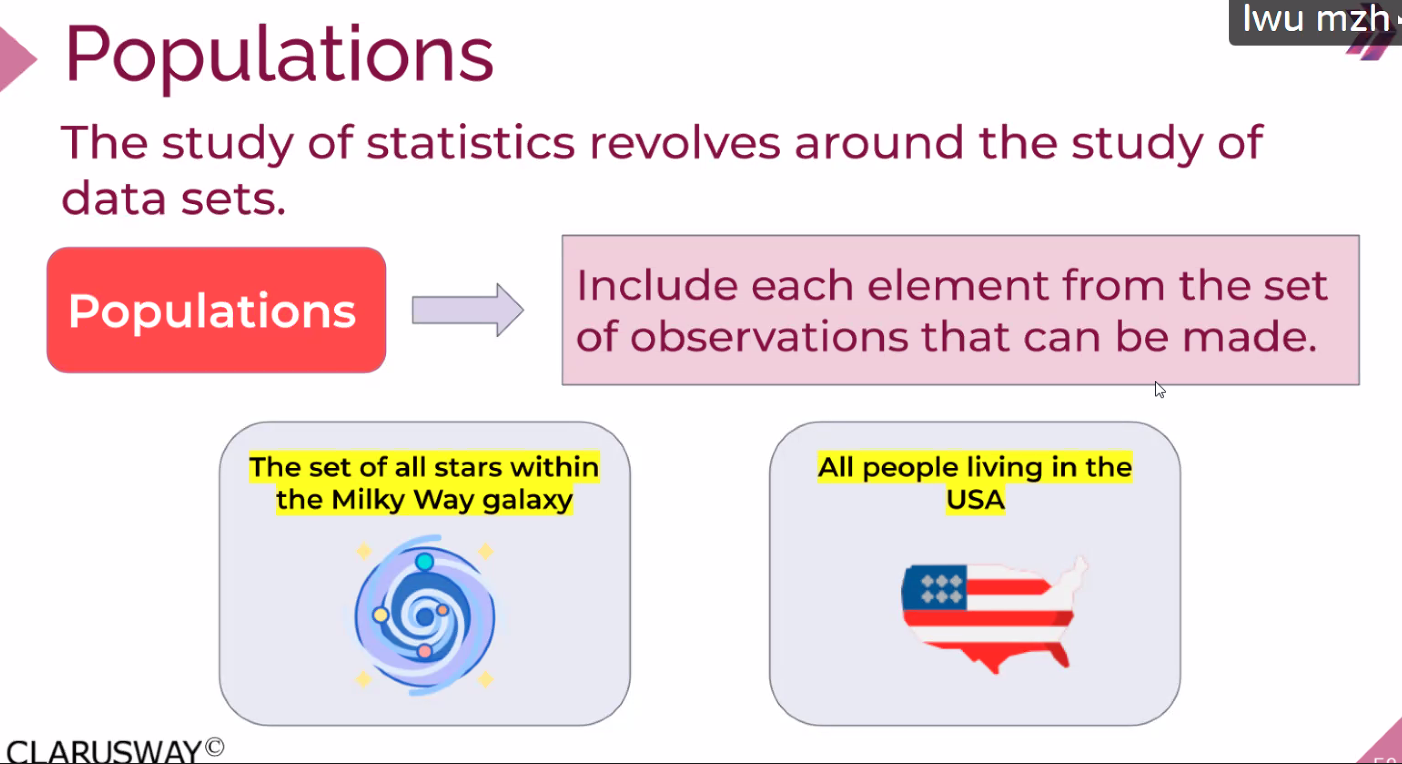 lwu mzh
Populations
The study of statistics revolves around the study of
data sets.
Populations
Include each element from the set
of observations that can be made.
The set of all stars within
the Milky Way galaxy
All people living in the
USA
CLARUSWAY©